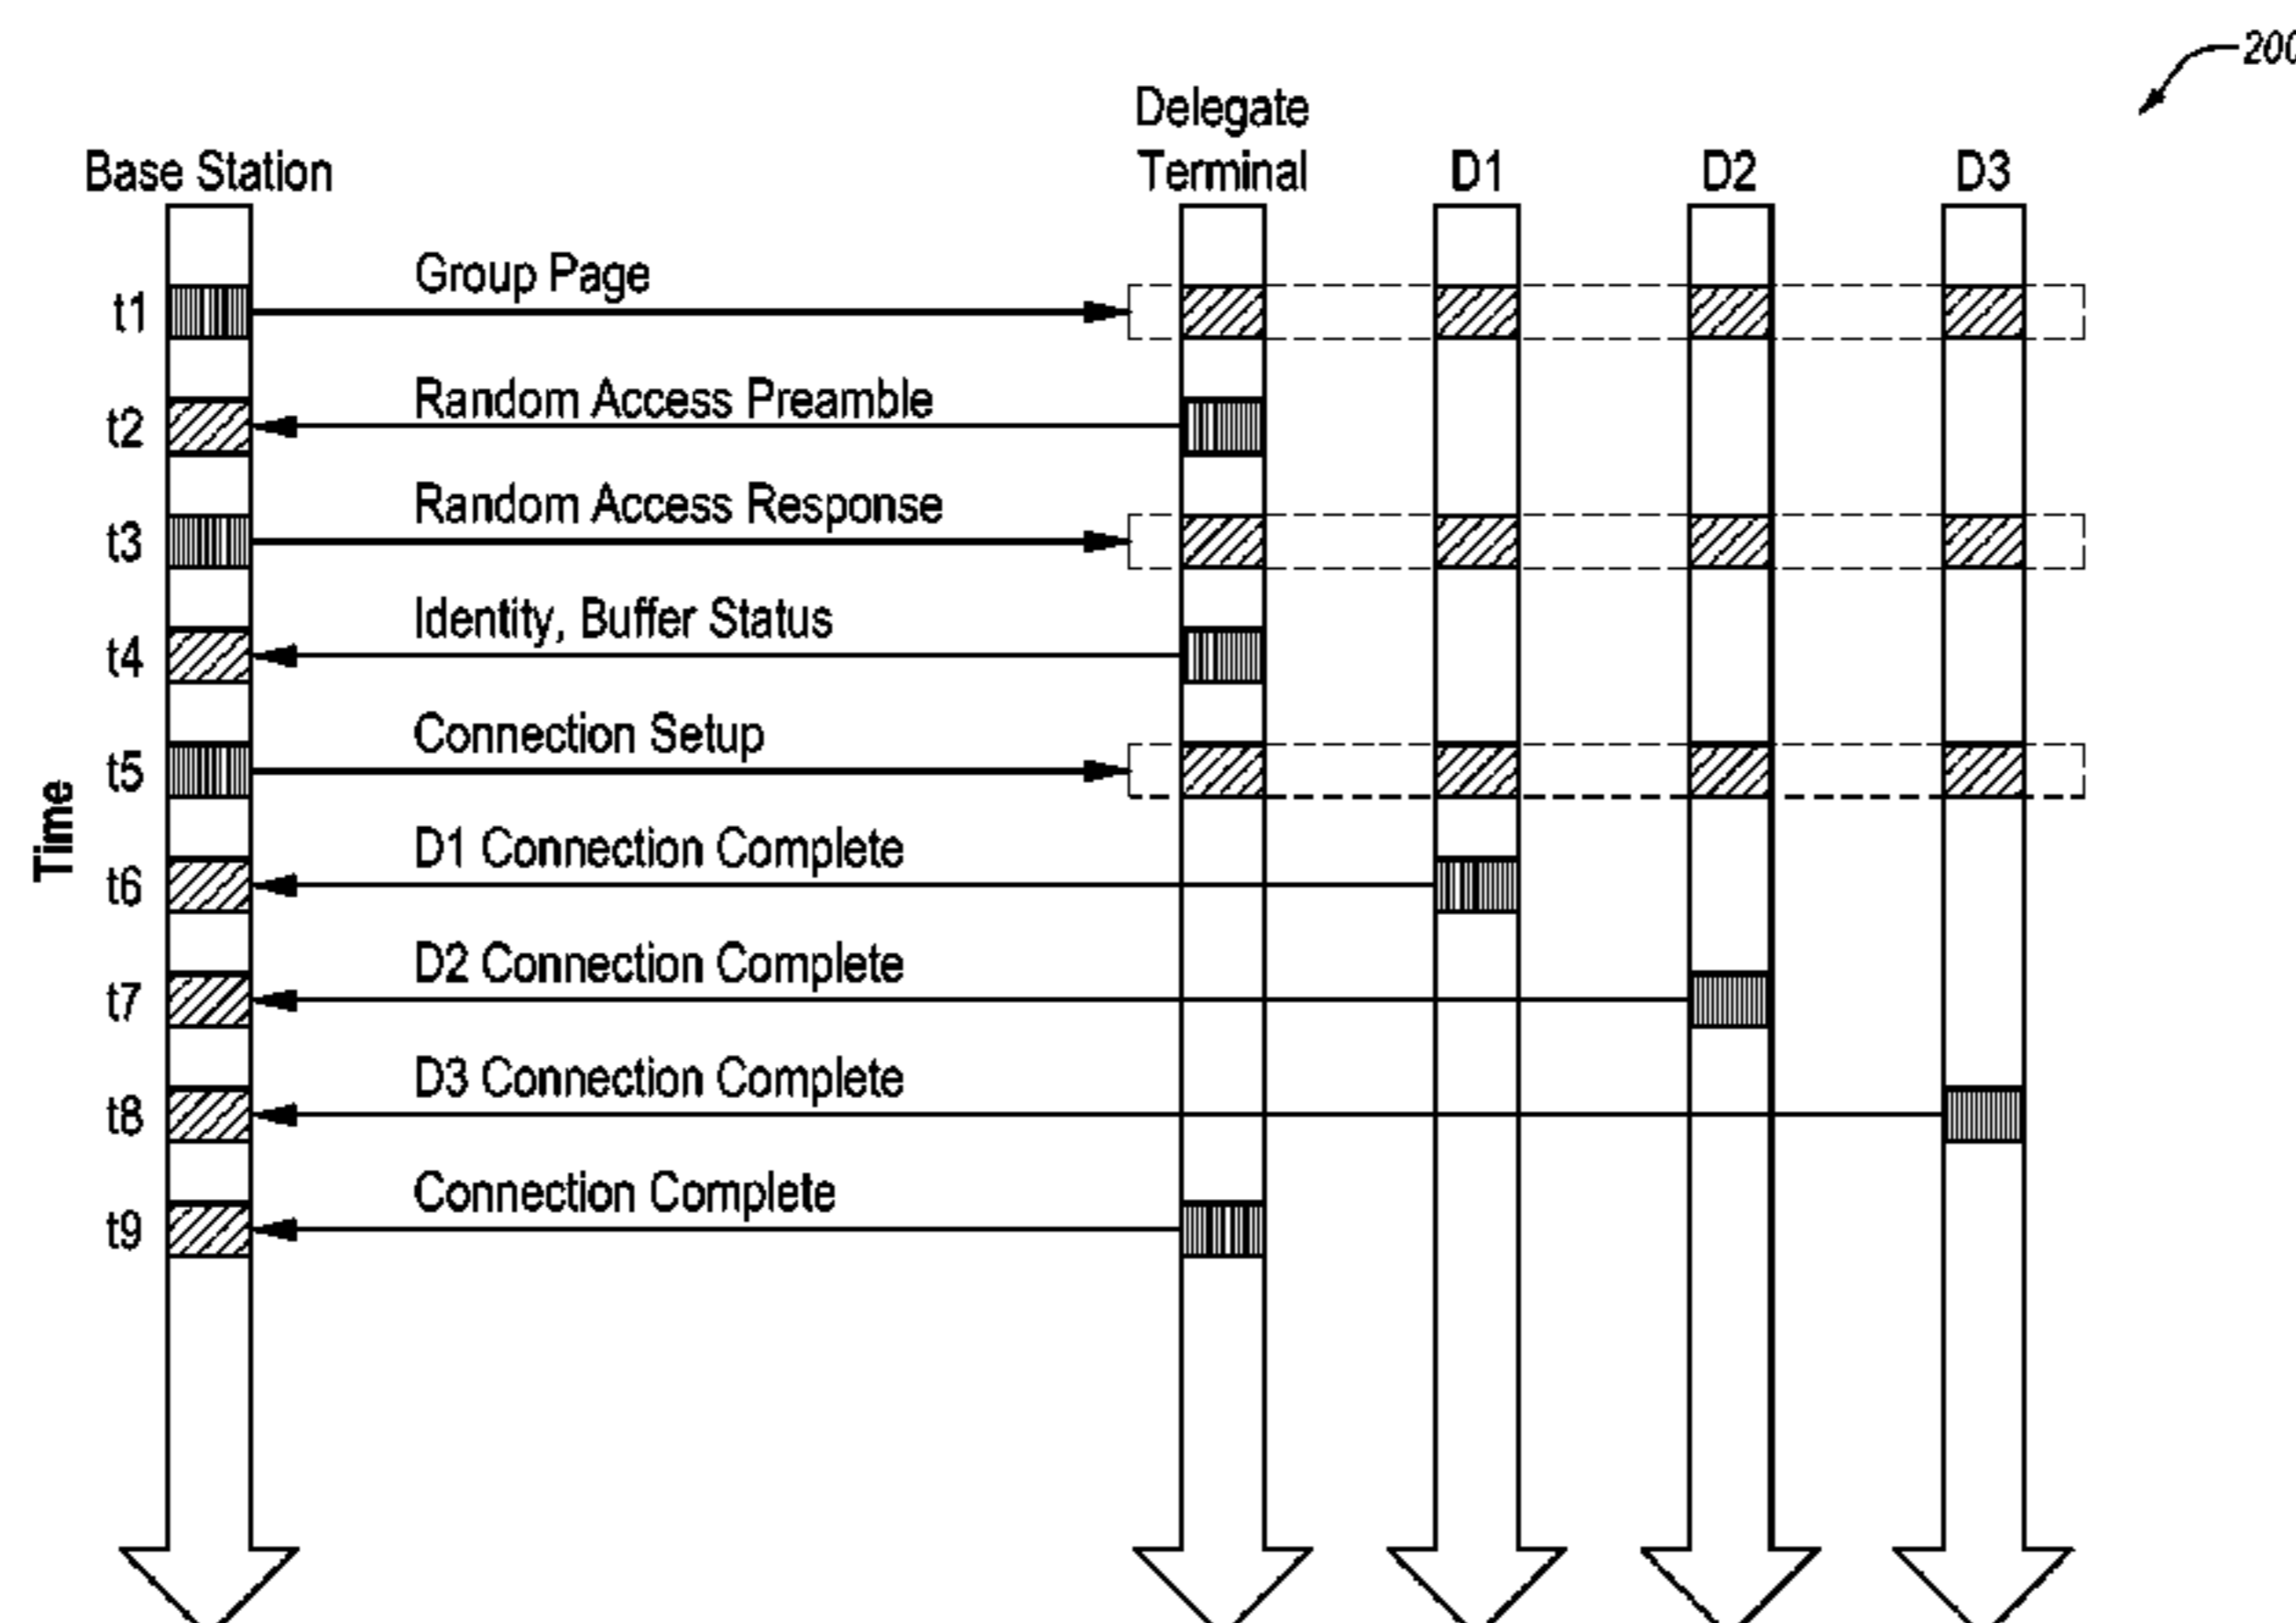 200
Delegate
Terminal
Base Station
D1
D2
D3
Group Page
t1
Random Access Preamble
t2
Random Access Response
t3
Identity, Buffer Status
t4
Connection Setup
t5
Time
D1 Connection Complete
t6
D2 Connection Complete
t7
D3 Connection Complete
t8
Connection Complete
t9